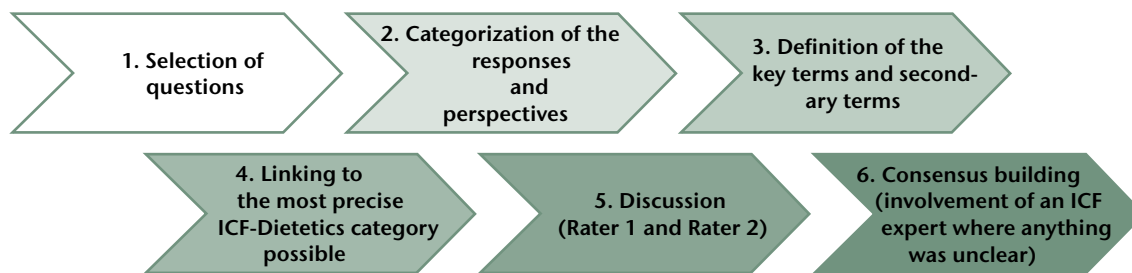 1. Selection of
questions
2. Categorization of the
responses
and
perspectives
3. Definition of the
key terms and second-
ary terms
4. Linking to
the most precise
ICF-Dietetics category
possible
5. Discussion
(Rater 1 and Rater 2)
6. Consensus building
(involvement of an ICF
expert where anything
was unclear)